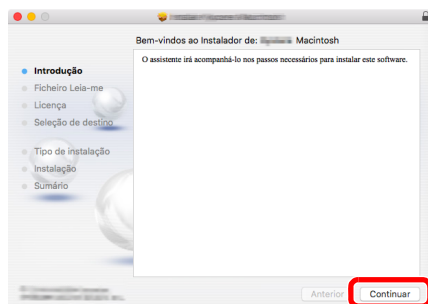 Bem-vindos ao Instalador de: Macintosh
O assistente irá acompanhá-lo nos passos necessários para instalar este software.
Introdução
Ficheiro Leia-me
Licença
Seleção de destino
Tipo de instalação
Instalação
Sumário
Anterior
Continuar